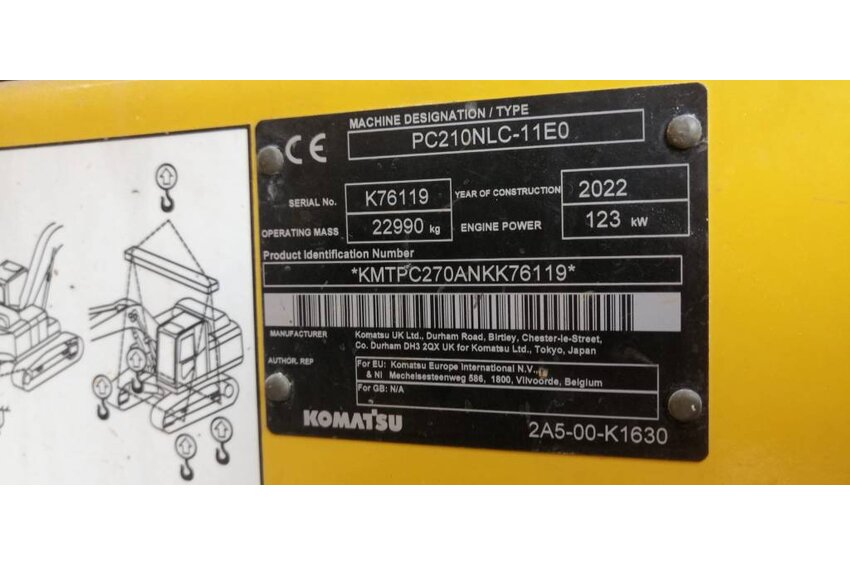 CE
MACHINE DESIGNATION / TYPE
PC210NLC-11E0
SERIAL No. K76119 YEAR OF CONSTRUCTION 2022
OPERATING MASS 22990 kg ENGINE POWER 123 kW
Product Identification Number
*KMTPC270ANKK76119*
MANUFACTURER Komatsu UK Ltd., Durham Road, Birtley, Chester-le-Street,
Co. Durham DH3 2QX UK for Komatsu Ltd., Tokyo, Japan
AUTHOR. REP For EU: Komatsu Europe International N.V.,
& NI Mechelsesteenweg 586, 1800, Vilvoorde, Belgium
For GB: N/A
KOMATSU
2A5-00-K1630